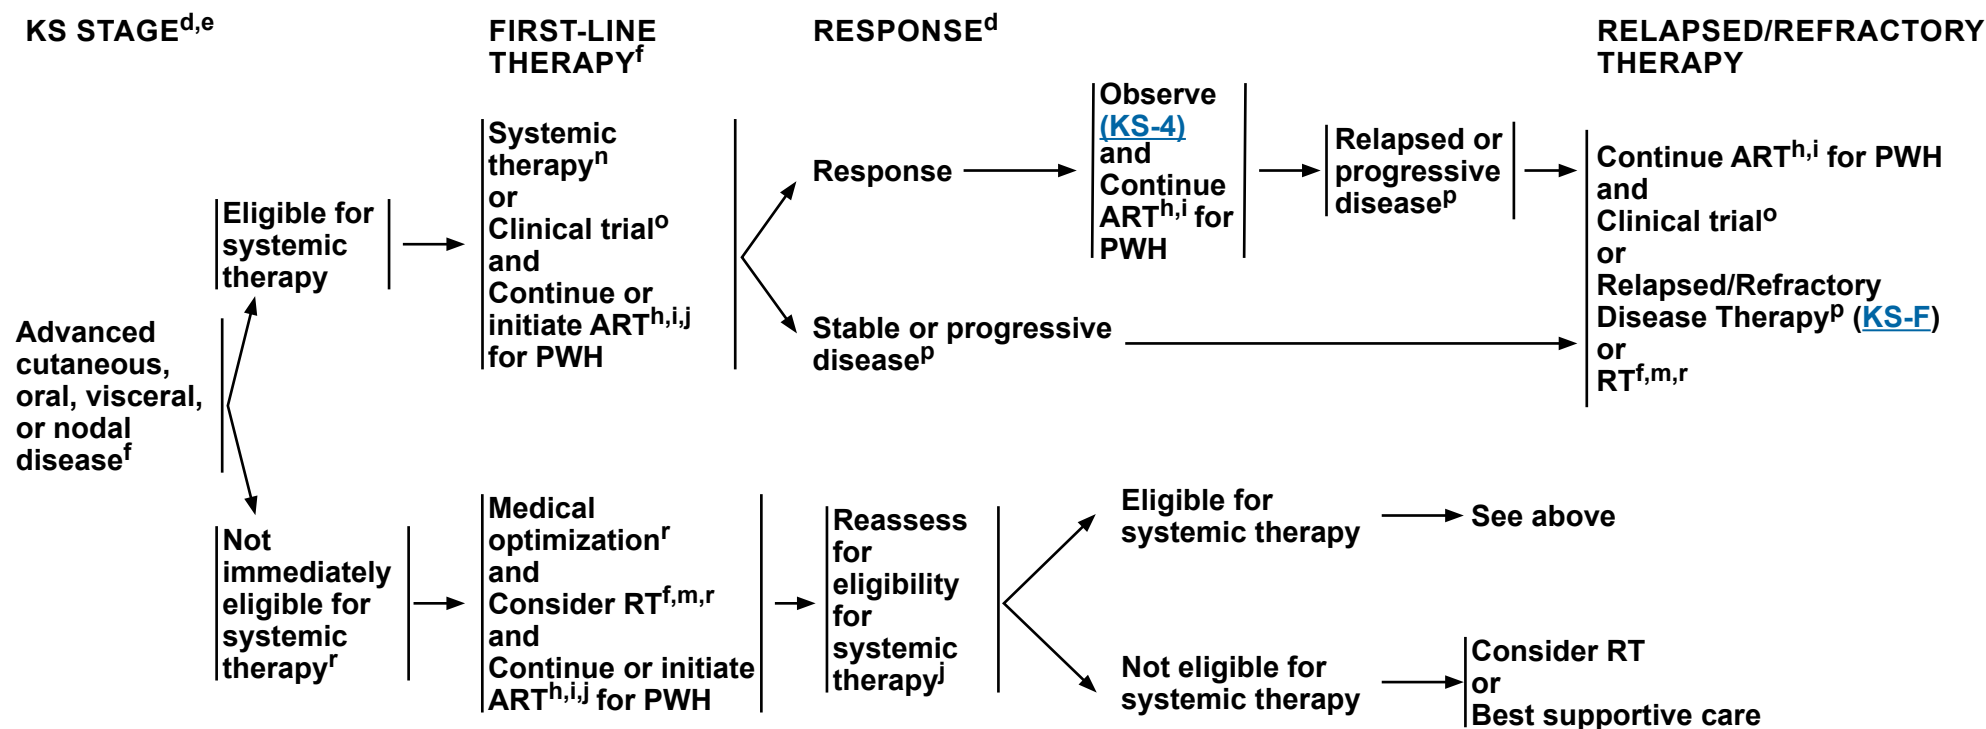 KS STAGEd,e
FIRST-LINE
THERAPYf
RESPONSEd
RELAPSED/REFRACTORY
THERAPY
Advanced
cutaneous,
oral, visceral,
or nodal
diseasef
Eligible for
systemic
therapy
Systemic
therapyn
or
Clinical trialo
and
Continue or
initiate ARTh,i,j
for PWH
Response
Observe
(KS-4)
and
Continue
ARTh,i for
PWH
Relapsed or
progressive
diseasep
Stable or progressive
diseasep
Continue ARTh,i for PWH
and
Clinical trialo
or
Relapsed/Refractory
Disease Therapyp (KS-F)
or
RTf,m,r
Not
immediately
eligible for
systemic
therapyr
Medical
optimizationr
and
Consider RTf,m,r
and
Continue or initiate
ARTh,i,j for PWH
Reassess
for
eligibility
for
systemic
therapyj
Eligible for
systemic therapy
See above
Not eligible for
systemic therapy
Consider RT
or
Best supportive care